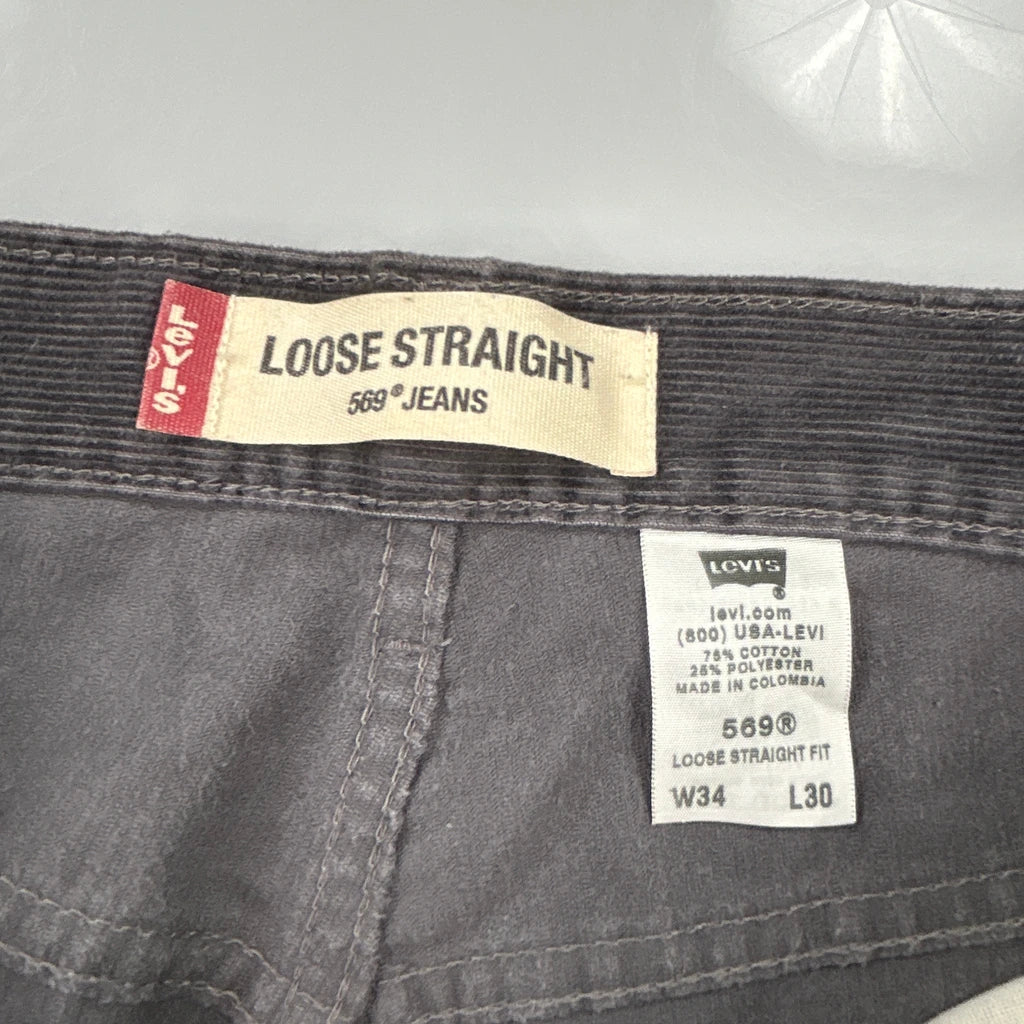 Levi's
LOOSE STRAIGHT
569® JEANS
LEVI'S
®
levi.com
(800) USA-LEVI
75% COTTON
25% POLYESTER
MADE IN COLOMBIA
569®
LOOSE STRAIGHT FIT
W34 L30